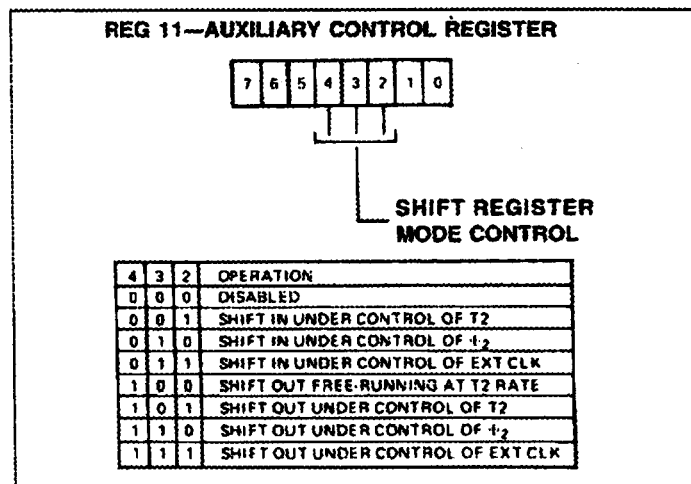 REG 11—AUXILIARY CONTROL REGISTER
7 6 5 4 3 2 1 0
SHIFT REGISTER
MODE CONTROL
4 3 2 OPERATION
0 0 0 DISABLED
0 0 1 SHIFT IN UNDER CONTROL OF T2
0 1 0 SHIFT IN UNDER CONTROL OF ϕ2
0 1 1 SHIFT IN UNDER CONTROL OF EXT CLK
1 0 0 SHIFT OUT FREE-RUNNING AT T2 RATE
1 0 1 SHIFT OUT UNDER CONTROL OF T2
1 1 0 SHIFT OUT UNDER CONTROL OF ϕ2
1 1 1 SHIFT OUT UNDER CONTROL OF EXT CLK